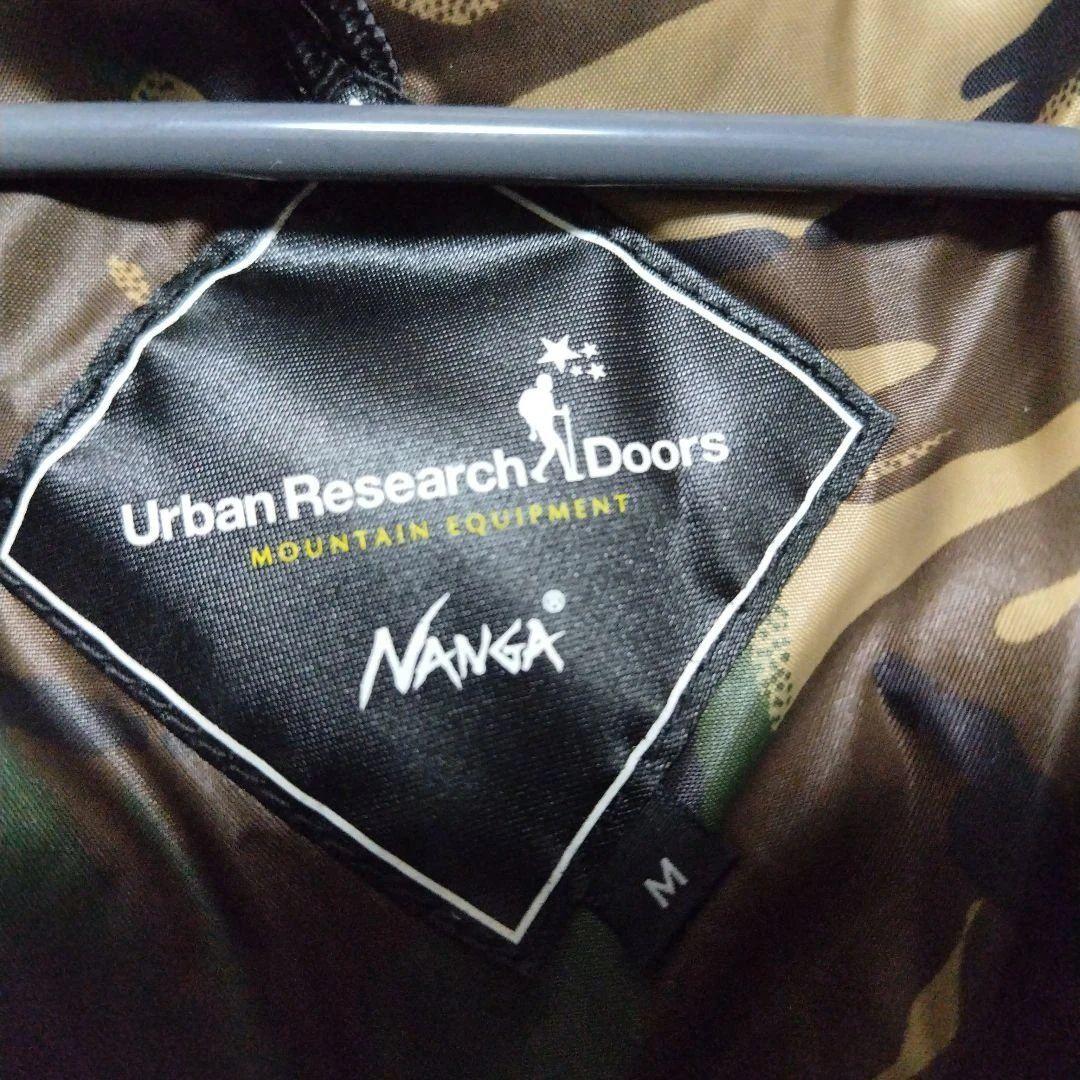 Urban Research Doors
MOUNTAIN EQUIPMENT
NANGA®
M